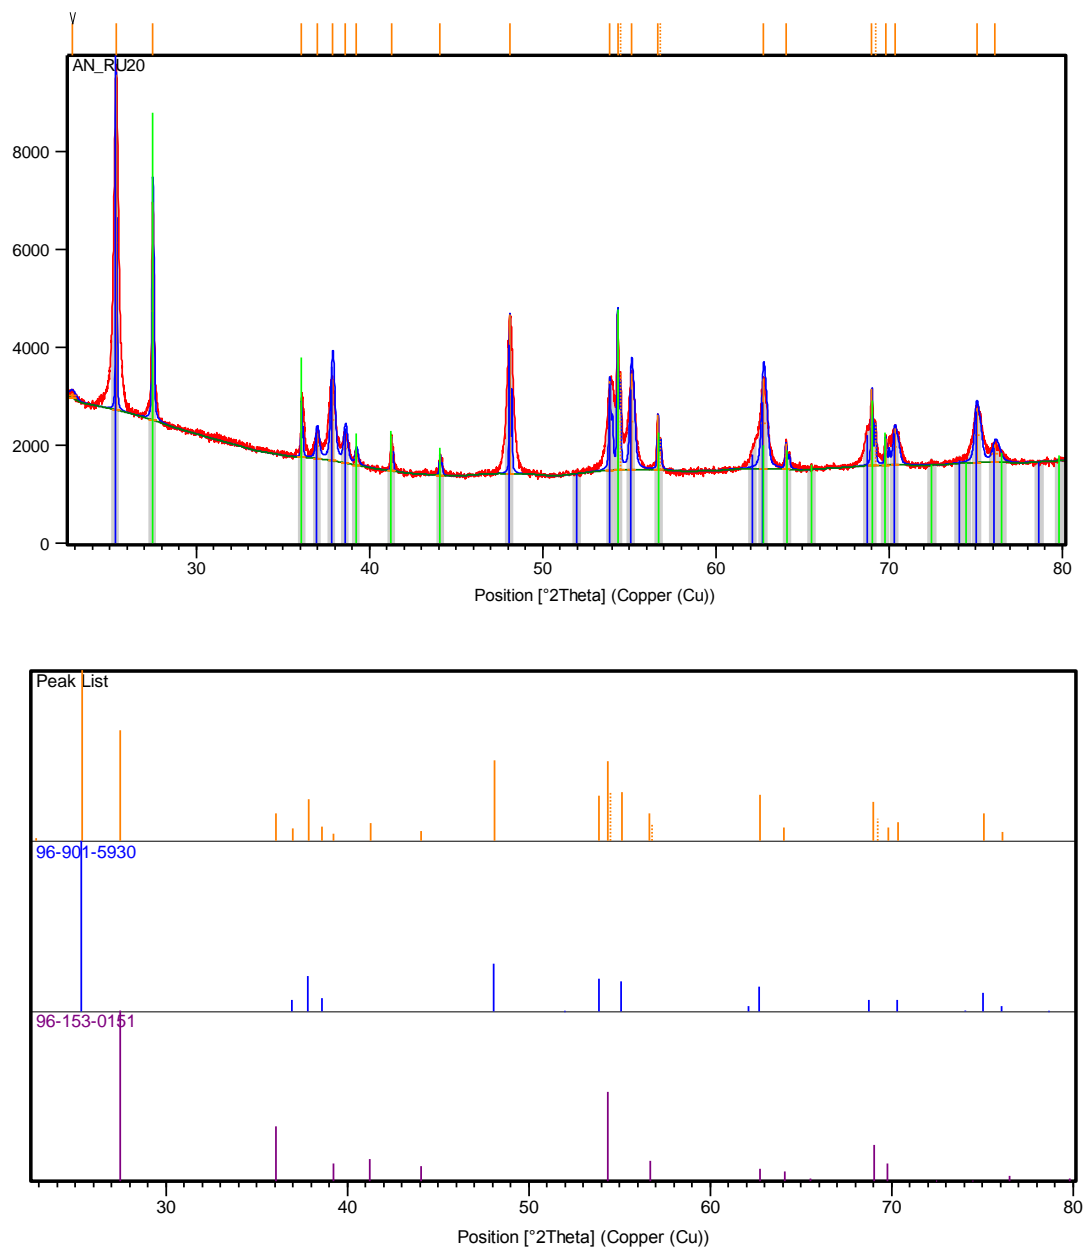 AN_RU20
8000
6000
4000
2000
0
30 40 50 60 70 80
Position [°2Theta] (Copper (Cu))
Peak List
96-901-5930
96-153-0151
30 40 50 60 70 80
Position [°2Theta] (Copper (Cu))